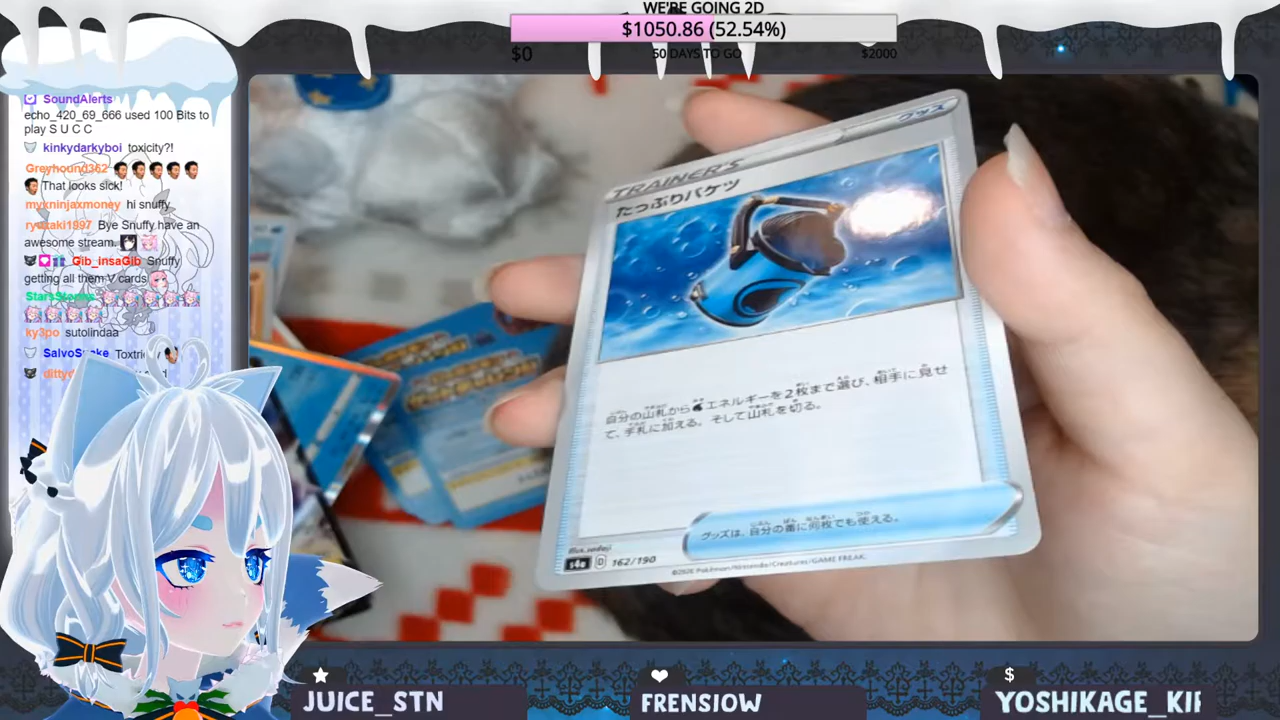 WE'RE GOING 2D
$1050.86 (52.54%)
$0
50 DAYS TO GO
$2000
SoundAlerts
echo_420_69_666 used 100 Bits to
play S U C C
kinkydarkyboi toxicity?!
Greyhound362
That looks sick!
myxninjaxmoney hi snuffy
Bye Snuffy have an
awesome stream
Gib_insaGib Snuffy
getting all them V cards
ky3po sutolindaa
TRAINER'S
グッズ
たっぷりバケツ
自分の山札からエネルギーを2枚まで選び、相手に見せ
て、手札に加える。そして山札を切る。
グッズは、自分の番に何枚でも使える。
s4a D 162/190
©2020 Pokémon/Nintendo/Creatures/GAME FREAK.
JUICE_STN
FRENSIOW
YOSHIKAGE_KI